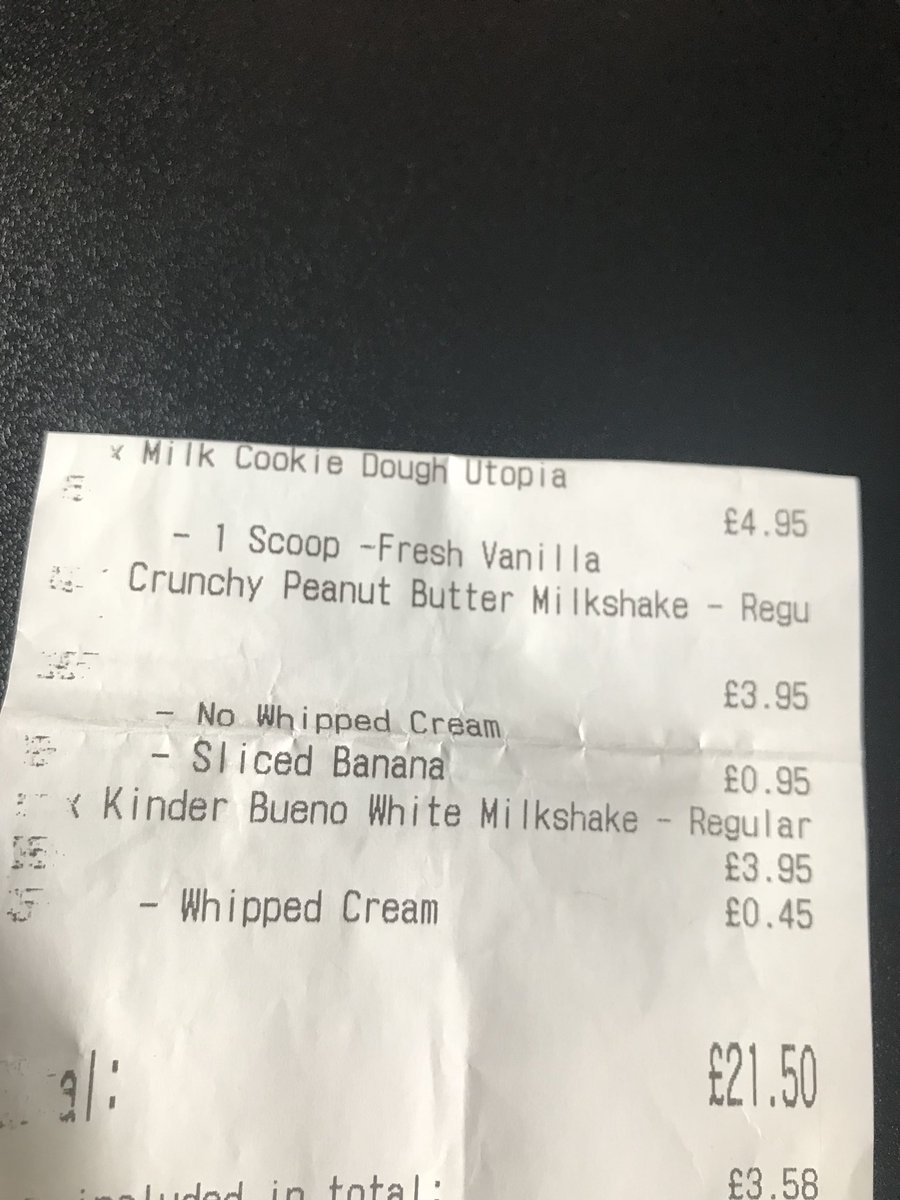 x Milk Cookie Dough Utopia
£4.95
- 1 Scoop -Fresh Vanilla
Crunchy Peanut Butter Milkshake - Regu
£3.95
- No Whipped Cream
- Sliced Banana £0.95
Kinder Bueno White Milkshake - Regular
£3.95
- Whipped Cream £0.45
al: £21.50
included in total: £3.58